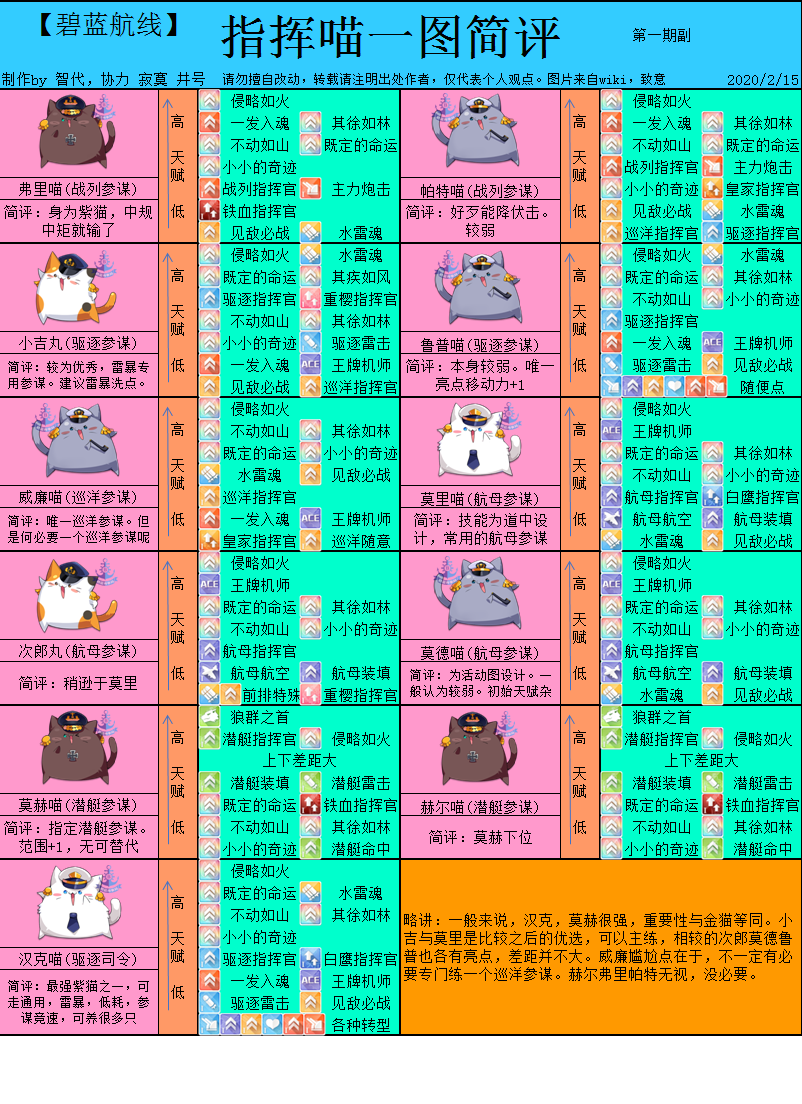 【碧蓝航线】
指挥喵一图简评
第一期副
制作by 智代，协力 寂寞 井号
请勿擅自改动，转载请注明出处作者，仅代表个人观点。图片来自wiki，致意
2020/2/15
弗里喵(战列参谋)
简评：身为紫猫，中规
中矩就输了
高
天
赋
低
侵略如火
一发入魂 其徐如林
不动如山 既定的命运
小小的奇迹
战列指挥官 主力炮击
铁血指挥官
见敌必战 水雷魂
帕特喵(战列参谋)
简评：好歹能降伏击。
较弱
高
天
赋
低
侵略如火
一发入魂 其徐如林
不动如山 既定的命运
战列指挥官 主力炮击
小小的奇迹 皇家指挥官
见敌必战 水雷魂
巡洋指挥官 驱逐指挥官
小吉丸(驱逐参谋)
简评：较为优秀，雷暴专
用参谋。建议雷暴洗点。
高
天
赋
低
侵略如火 水雷魂
既定的命运 其疾如风
驱逐指挥官 重樱指挥官
不动如山 其徐如林
小小的奇迹 驱逐雷击
一发入魂 ACE 王牌机师
见敌必战 巡洋指挥官
鲁普喵(驱逐参谋)
简评：本身较弱。唯一
亮点移动力+1
高
天
赋
低
侵略如火 水雷魂
既定的命运 其徐如林
不动如山 小小的奇迹
驱逐指挥官
一发入魂 ACE 王牌机师
驱逐雷击 见敌必战
随便点
威廉喵(巡洋参谋)
简评：唯一巡洋参谋。但
是何必要一个巡洋参谋呢
高
天
赋
低
侵略如火
不动如山 其徐如林
既定的命运 小小的奇迹
水雷魂 见敌必战
巡洋指挥官
一发入魂 ACE 王牌机师
皇家指挥官 巡洋随意
莫里喵(航母参谋)
简评：技能为道中设
计，常用的航母参谋
高
天
赋
低
侵略如火
ACE 王牌机师
既定的命运 其徐如林
不动如山 小小的奇迹
航母指挥官 白鹰指挥官
航母航空 航母装填
水雷魂 见敌必战
次郎丸(航母参谋)
简评：稍逊于莫里
高
天
赋
低
侵略如火
ACE 王牌机师
既定的命运 其徐如林
不动如山 小小的奇迹
航母指挥官
航母航空 航母装填
前排特殊 重樱指挥官
莫德喵(航母参谋)
简评：为活动图设计。一
般认为较弱。初始天赋杂
高
天
赋
低
侵略如火
ACE 王牌机师
既定的命运 其徐如林
不动如山 小小的奇迹
航母指挥官
航母航空 航母装填
水雷魂 见敌必战
莫赫喵(潜艇参谋)
简评：指定潜艇参谋。
范围+1，无可替代
高
天
赋
低
狼群之首
潜艇指挥官 侵略如火
上下差距大
潜艇装填 潜艇雷击
既定的命运 铁血指挥官
不动如山 其徐如林
小小的奇迹 潜艇命中
赫尔喵(潜艇参谋)
简评：莫赫下位
高
天
赋
低
狼群之首
潜艇指挥官 侵略如火
上下差距大
潜艇装填 潜艇雷击
既定的命运 铁血指挥官
不动如山 其徐如林
小小的奇迹 潜艇命中
汉克喵(驱逐司令)
简评：最强紫猫之一，可
走通用，雷暴，低耗，参
谋竞速，可养很多只
高
天
赋
低
侵略如火
既定的命运 水雷魂
不动如山 其徐如林
小小的奇迹
驱逐指挥官 白鹰指挥官
一发入魂 ACE 王牌机师
驱逐雷击 见敌必战
各种转型
略讲：一般来说，汉克，莫赫很强，重要性与金猫等同。小
吉与莫里是比较之后的优选，可以主练，相较的次郎莫德鲁
普也各有亮点，差距并不大。威廉尴尬点在于，不一定有必
要专门练一个巡洋参谋。赫尔弗里帕特无视，没必要。